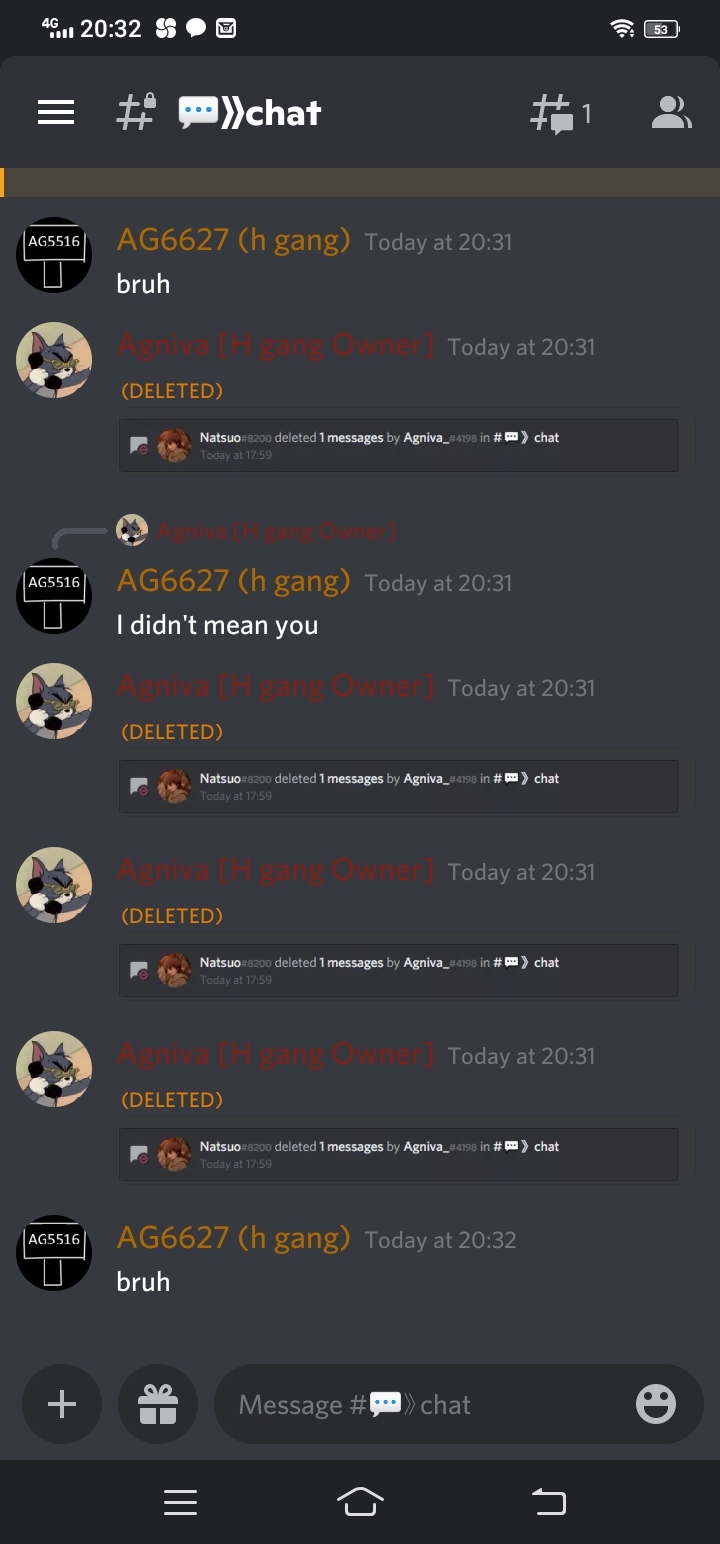 4G 20:32 53
# 💬》chat 1
AG5516 AG6627 (h gang) Today at 20:31
bruh
Agniva [H gang Owner] Today at 20:31
(DELETED)
Natsuo#8200 deleted 1 messages by Agniva_#4198 in # 💬》 chat
Today at 17:59
Agniva [H gang Owner]
AG5516 AG6627 (h gang) Today at 20:31
I didn't mean you
Agniva [H gang Owner] Today at 20:31
(DELETED)
Natsuo#8200 deleted 1 messages by Agniva_#4198 in # 💬》 chat
Today at 17:59
Agniva [H gang Owner] Today at 20:31
(DELETED)
Natsuo#8200 deleted 1 messages by Agniva_#4198 in # 💬》 chat
Today at 17:59
Agniva [H gang Owner] Today at 20:31
(DELETED)
Natsuo#8200 deleted 1 messages by Agniva_#4198 in # 💬》 chat
Today at 17:59
AG5516 AG6627 (h gang) Today at 20:32
bruh
Message #💬》chat